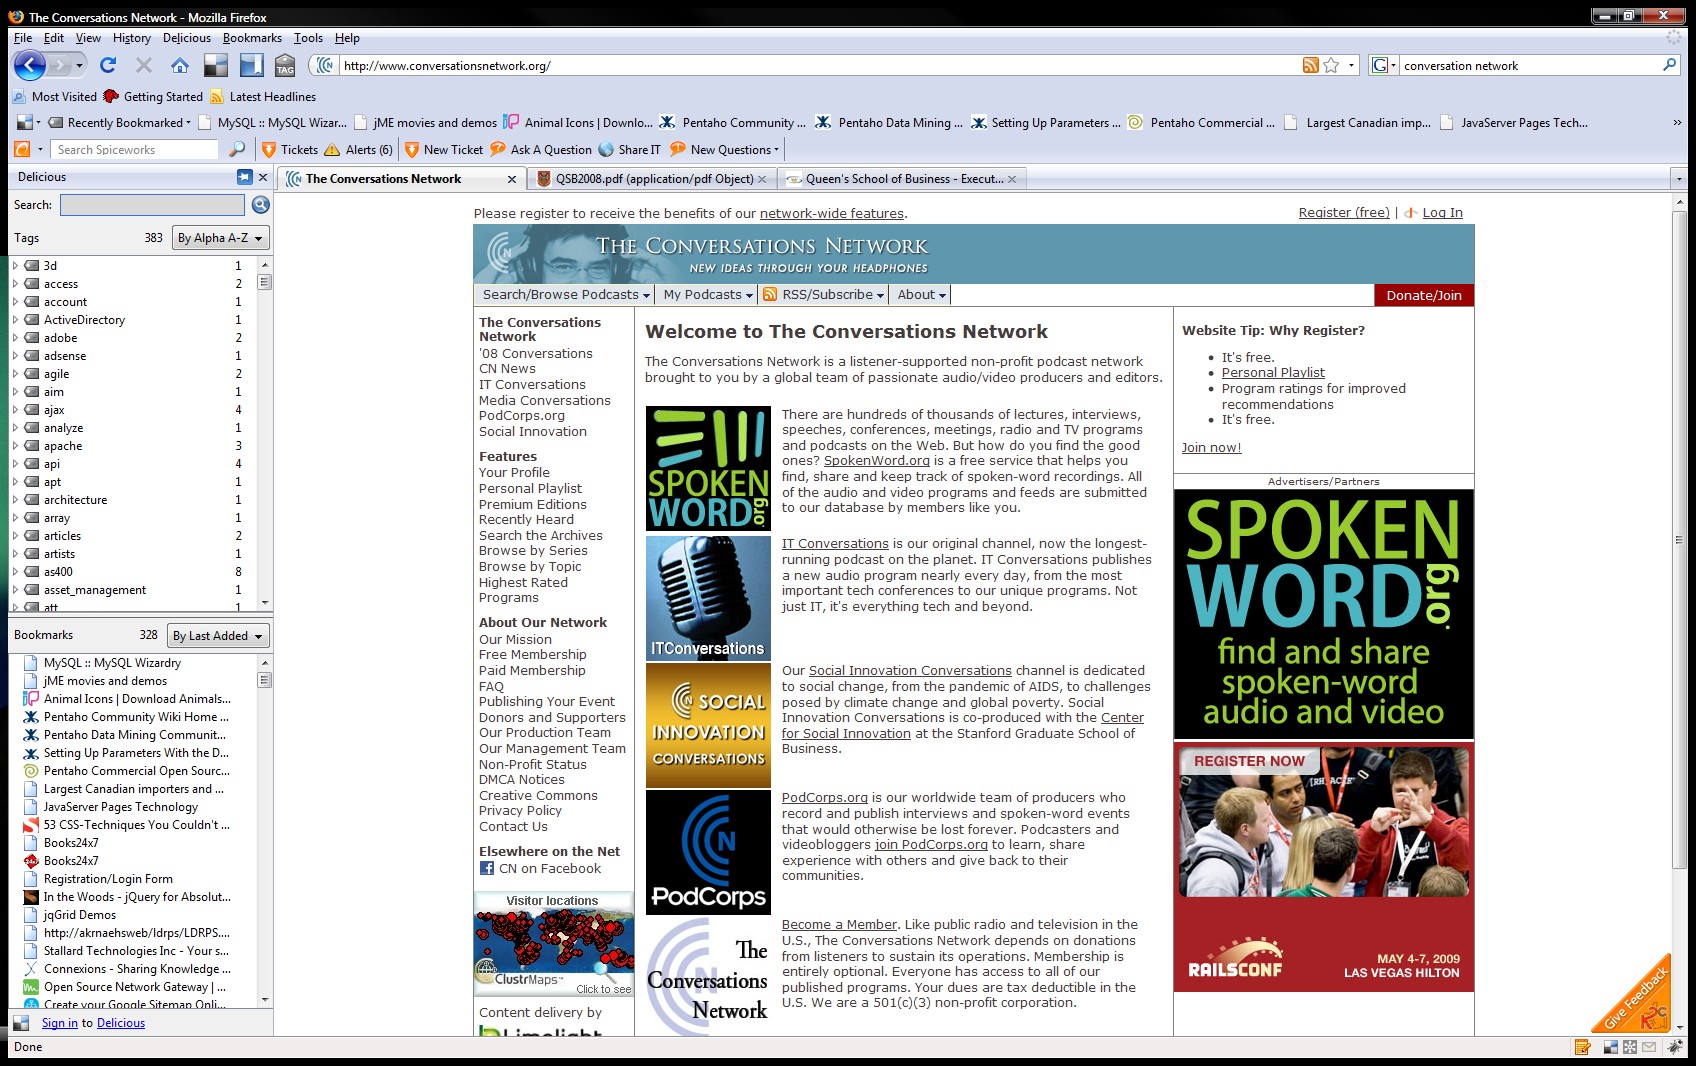 The Conversations Network - Mozilla Firefox
File Edit View History Delicious Bookmarks Tools Help
TAG
http://www.conversationsnetwork.org/
G
conversation network
Most Visited Getting Started Latest Headlines
Recently Bookmarked MySQL :: MySQL Wizar... jME movies and demos Animal Icons | Downlo... Pentaho Community ... Pentaho Data Mining ... Setting Up Parameters ... Pentaho Commercial ... Largest Canadian imp... JavaServer Pages Tech... »
Search Spiceworks Tickets Alerts (6) New Ticket Ask A Question Share IT New Questions
Delicious
The Conversations Network
QSB2008.pdf (application/pdf Object)
Queen's School of Business - Execut...
Search:
Tags 383 By Alpha A-Z
3d 1
access 2
account 1
ActiveDirectory 1
adobe 2
adsense 1
agile 2
aim 1
ajax 4
analyze 1
apache 3
api 4
apt 1
architecture 1
array 1
articles 2
artists 1
as400 8
asset_management 1
att 1
Bookmarks 328 By Last Added
MySQL :: MySQL Wizardry
jME movies and demos
Animal Icons | Download Animals...
Pentaho Community Wiki Home ...
Pentaho Data Mining Communit...
Setting Up Parameters With the D...
Pentaho Commercial Open Sourc...
Largest Canadian importers and ...
JavaServer Pages Technology
53 CSS-Techniques You Couldn't ...
Books24x7
Books24x7
Registration/Login Form
In the Woods - jQuery for Absolut...
jqGrid Demos
http://akrnaehsweb/ldrps/LDRPS....
Stallard Technologies Inc - Your s...
Connexions - Sharing Knowledge ...
Open Source Network Gateway | ...
Create your Google Sitemap Onli...
Sign in to Delicious
Done
Please register to receive the benefits of our network-wide features.
Register (free) | Log In
THE CONVERSATIONS NETWORK
NEW IDEAS THROUGH YOUR HEADPHONES
Search/Browse Podcasts My Podcasts RSS/Subscribe About Donate/Join
The Conversations
Network
'08 Conversations
CN News
IT Conversations
Media Conversations
PodCorps.org
Social Innovation
Features
Your Profile
Personal Playlist
Premium Editions
Recently Heard
Search the Archives
Browse by Series
Browse by Topic
Highest Rated
Programs
About Our Network
Our Mission
Free Membership
Paid Membership
FAQ
Publishing Your Event
Donors and Supporters
Our Production Team
Our Management Team
Non-Profit Status
DMCA Notices
Creative Commons
Privacy Policy
Contact Us
Elsewhere on the Net
CN on Facebook
Visitor locations
ClustrMaps™
Click to see
Content delivery by
Limelight
Welcome to The Conversations Network
The Conversations Network is a listener-supported non-profit podcast network
brought to you by a global team of passionate audio/video producers and editors.
SPOKEN
WORD.org
There are hundreds of thousands of lectures, interviews,
speeches, conferences, meetings, radio and TV programs
and podcasts on the Web. But how do you find the good
ones? SpokenWord.org is a free service that helps you
find, share and keep track of spoken-word recordings. All
of the audio and video programs and feeds are submitted
to our database by members like you.
ITConversations
IT Conversations is our original channel, now the longest-
running podcast on the planet. IT Conversations publishes
a new audio program nearly every day, from the most
important tech conferences to our unique programs. Not
just IT, it's everything tech and beyond.
CN SOCIAL
INNOVATION
CONVERSATIONS
Our Social Innovation Conversations channel is dedicated
to social change, from the pandemic of AIDS, to challenges
posed by climate change and global poverty. Social
Innovation Conversations is co-produced with the Center
for Social Innovation at the Stanford Graduate School of
Business.
CN
PodCorps
PodCorps.org is our worldwide team of producers who
record and publish interviews and spoken-word events
that would otherwise be lost forever. Podcasters and
videobloggers join PodCorps.org to learn, share
experience with others and give back to their
communities.
The
Conversations
Network
Become a Member. Like public radio and television in the
U.S., The Conversations Network depends on donations
from listeners to sustain its operations. Membership is
entirely optional. Everyone has access to all of our
published programs. Your dues are tax deductible in the
U.S. We are a 501(c)(3) non-profit corporation.
Website Tip: Why Register?
It's free.
Personal Playlist
Program ratings for improved
recommendations
It's free.
Join now!
Advertisers/Partners
SPOKEN
WORD.org
find and share
spoken-word
audio and video
REGISTER NOW
RAILSCONF
MAY 4-7, 2009
LAS VEGAS HILTON
Give Feedback